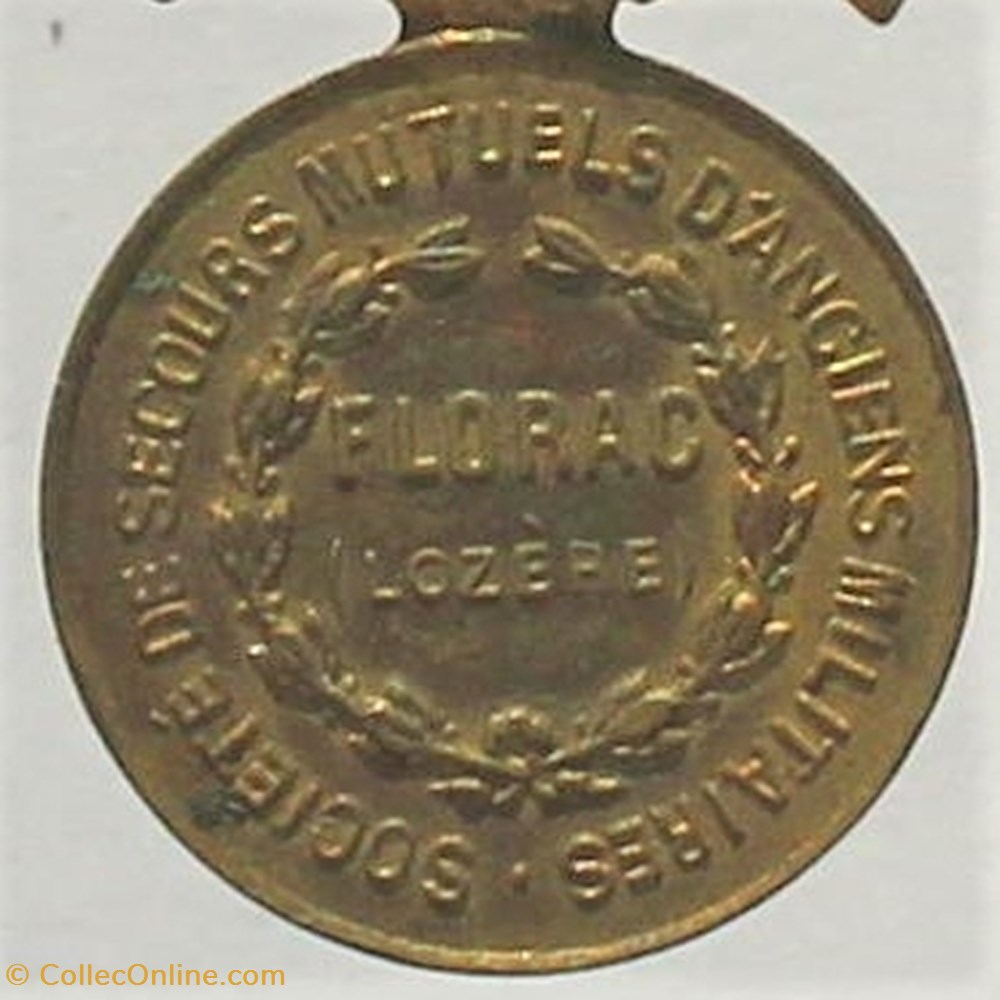 SOCIÉTÉ DE SECOURS MUTUELS D'ANCIENS MILITAIRES ·
FLORAC
(LOZÈRE)
© CollecOnline.com